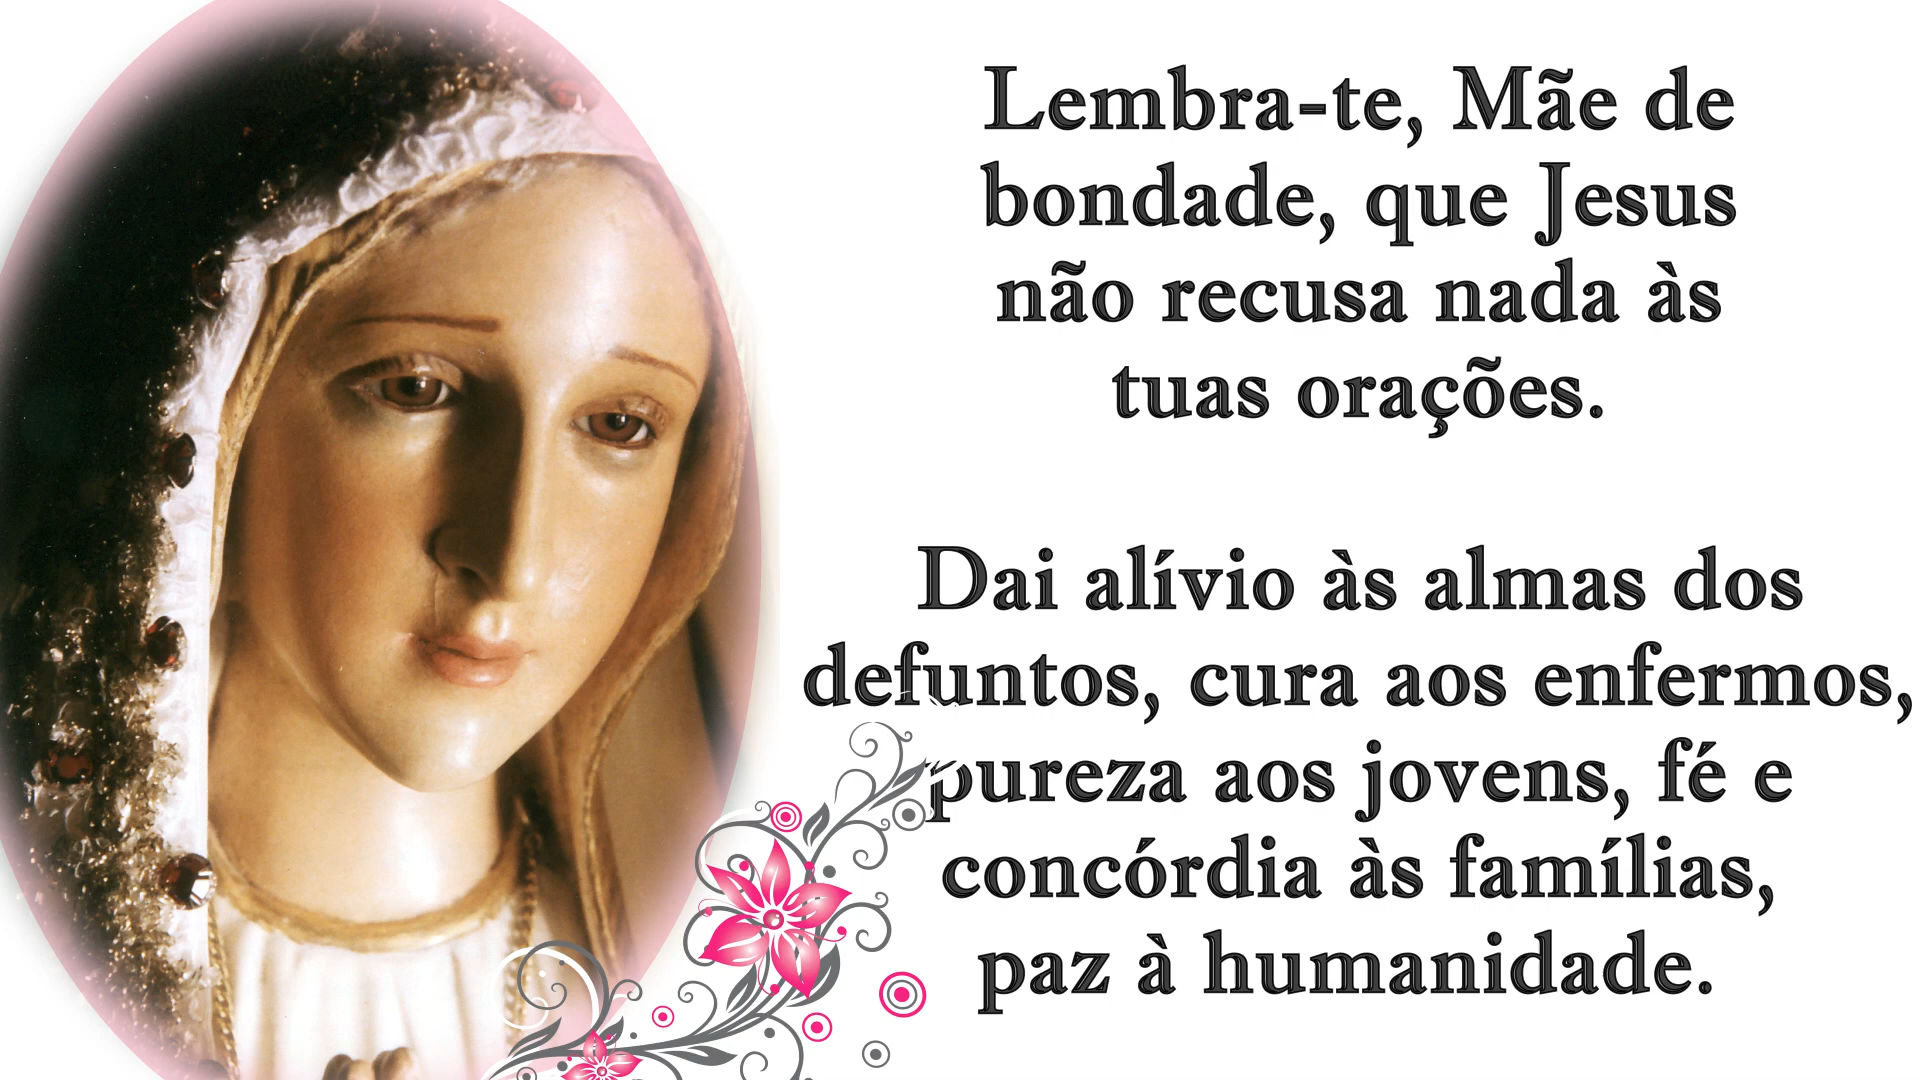 Lembra-te, Mãe de
bondade, que Jesus
não recusa nada às
tuas orações.
Dai alívio às almas dos
defuntos, cura aos enfermos,
pureza aos jovens, fé e
concórdia às famílias,
paz à humanidade.